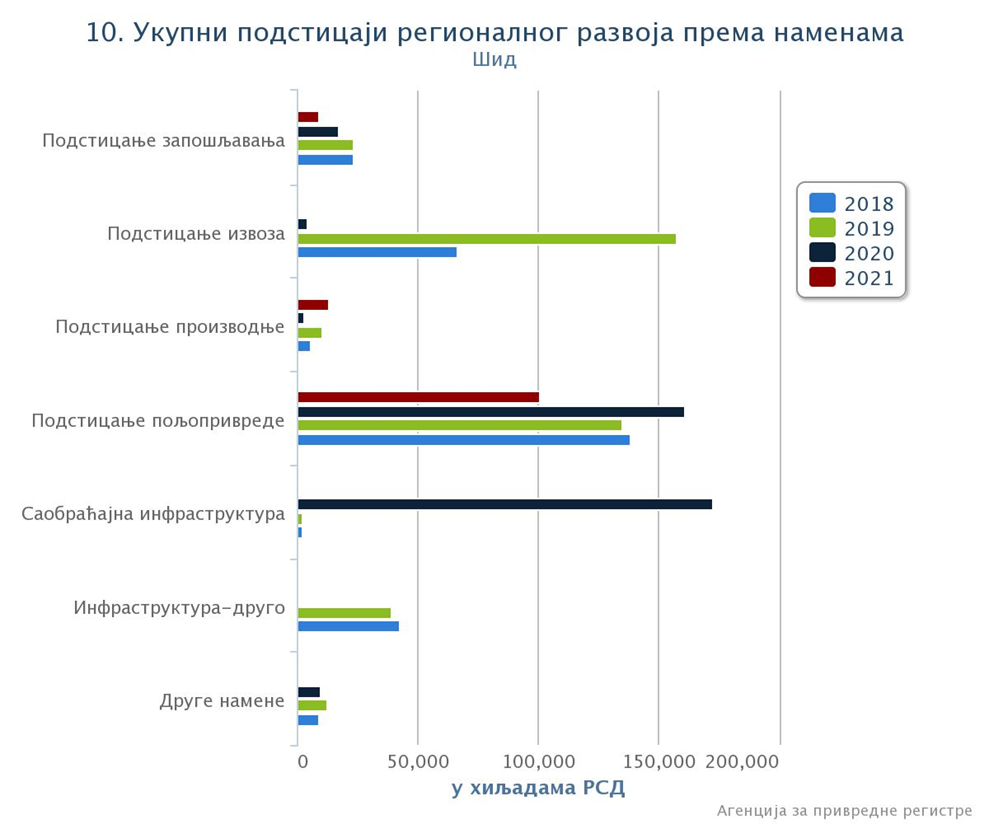 10. Укупни подстицаји регионалног развоја према наменама
Шид
Подстицање запошљавања
Подстицање извоза
Подстицање производње
Подстицање пољопривреде
Саобраћајна инфраструктура
Инфраструктура-друго
Друге намене
2018
2019
2020
2021
0 50,000 100,000 150,000 200,000
у хиљадама РСД
Агенција за привредне регистре